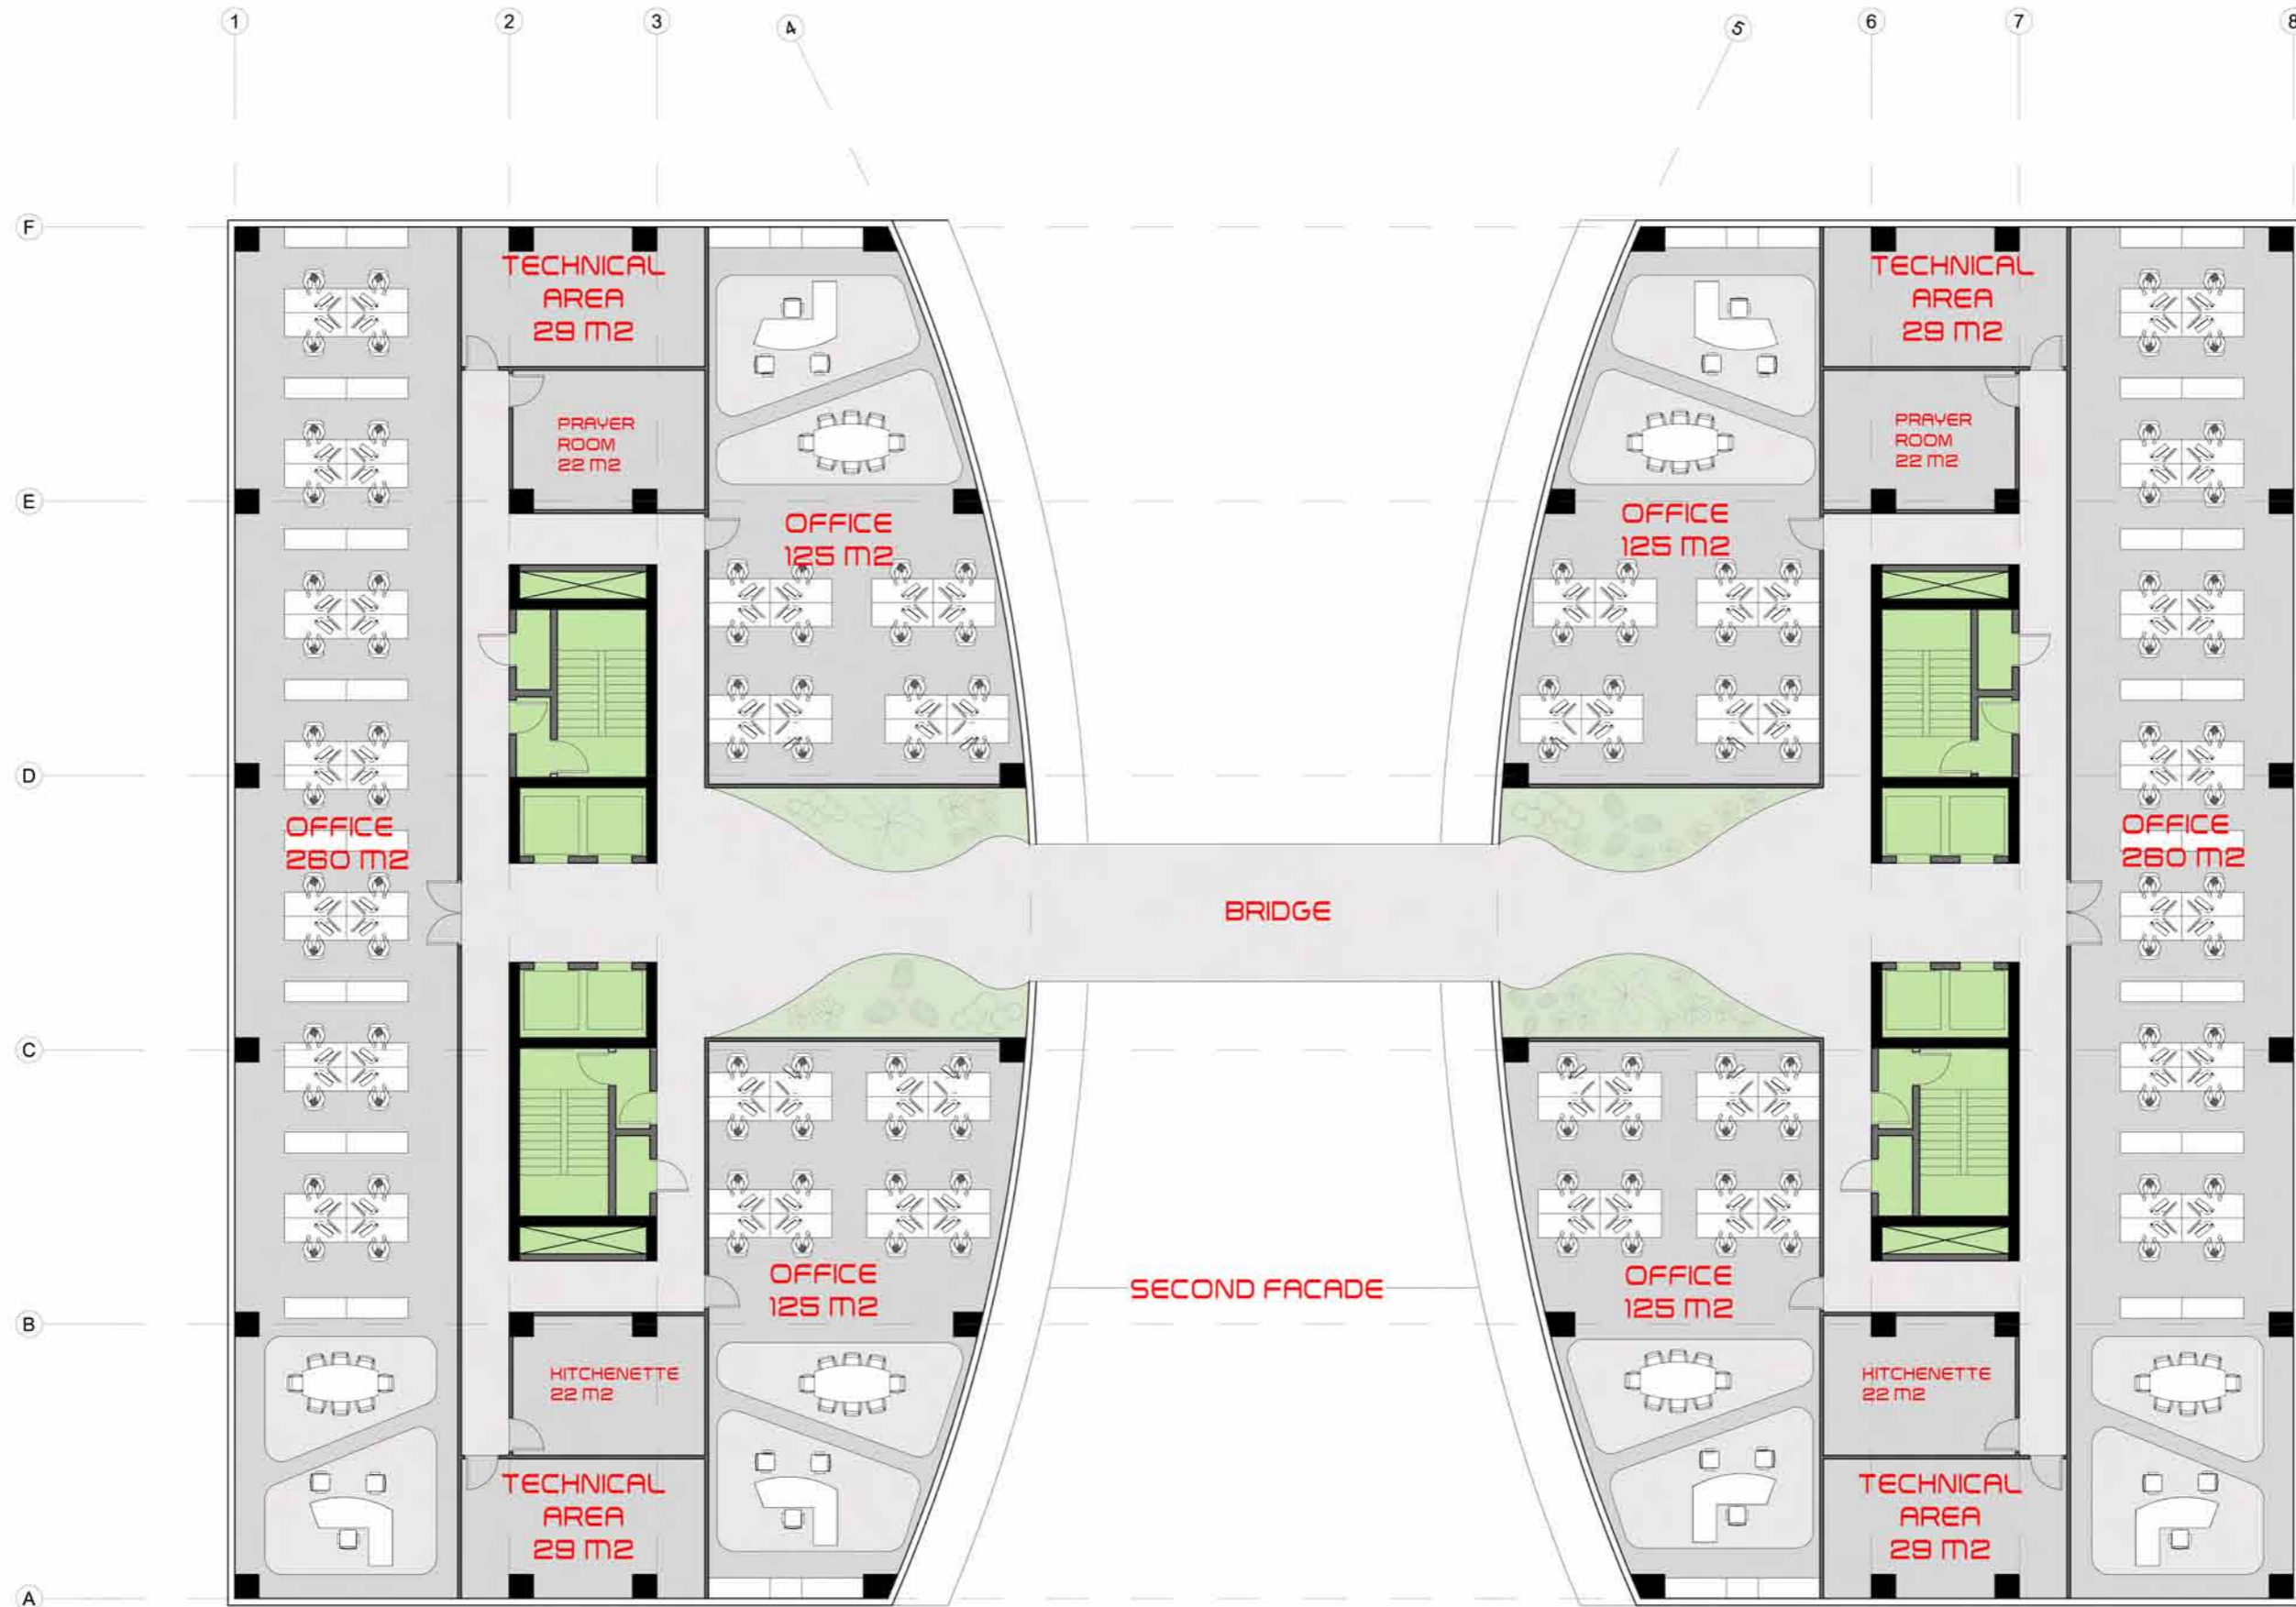 1 2 3 4 5 6 7 8
F
TECHNICAL
AREA
29 m2
TECHNICAL
AREA
29 m2
PRAYER
ROOM
22 m2
PRAYER
ROOM
22 m2
E
OFFICE
125 m2
OFFICE
125 m2
D
OFFICE
260 m2
OFFICE
260 m2
BRIDGE
C
OFFICE
125 m2
SECOND FACADE
OFFICE
125 m2
B
KITCHENETTE
22 m2
KITCHENETTE
22 m2
TECHNICAL
AREA
29 m2
TECHNICAL
AREA
29 m2
A